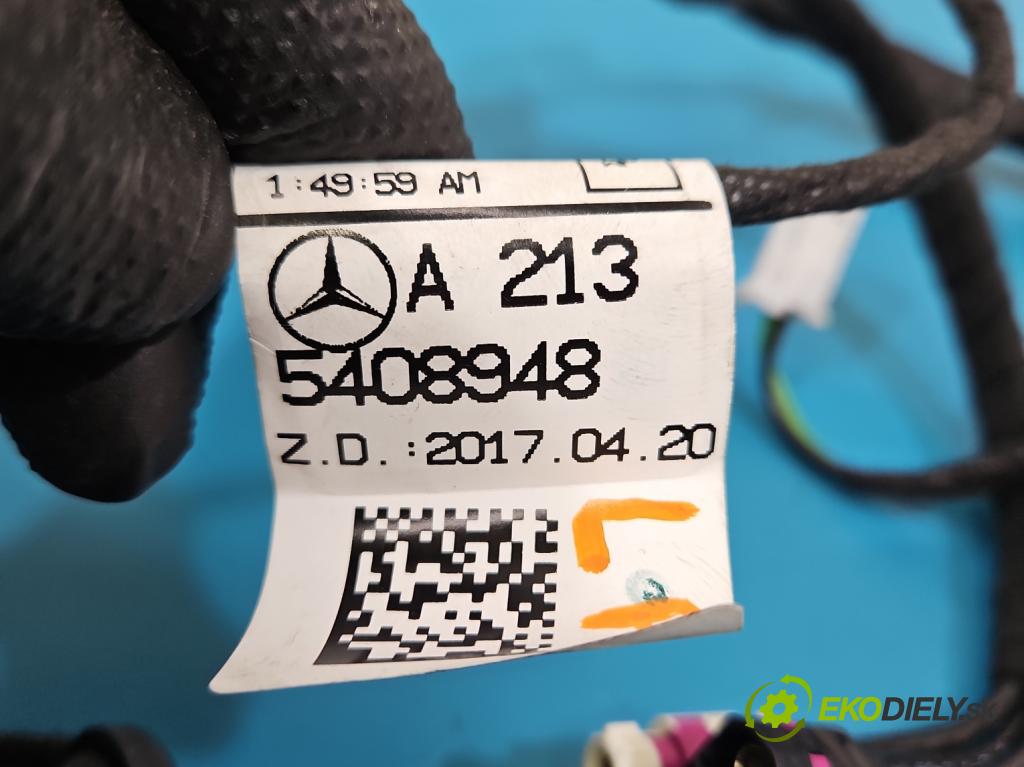 1:49:59 AM
A 213
5408948
Z.D.:2017.04.20
EKODIELY.sk